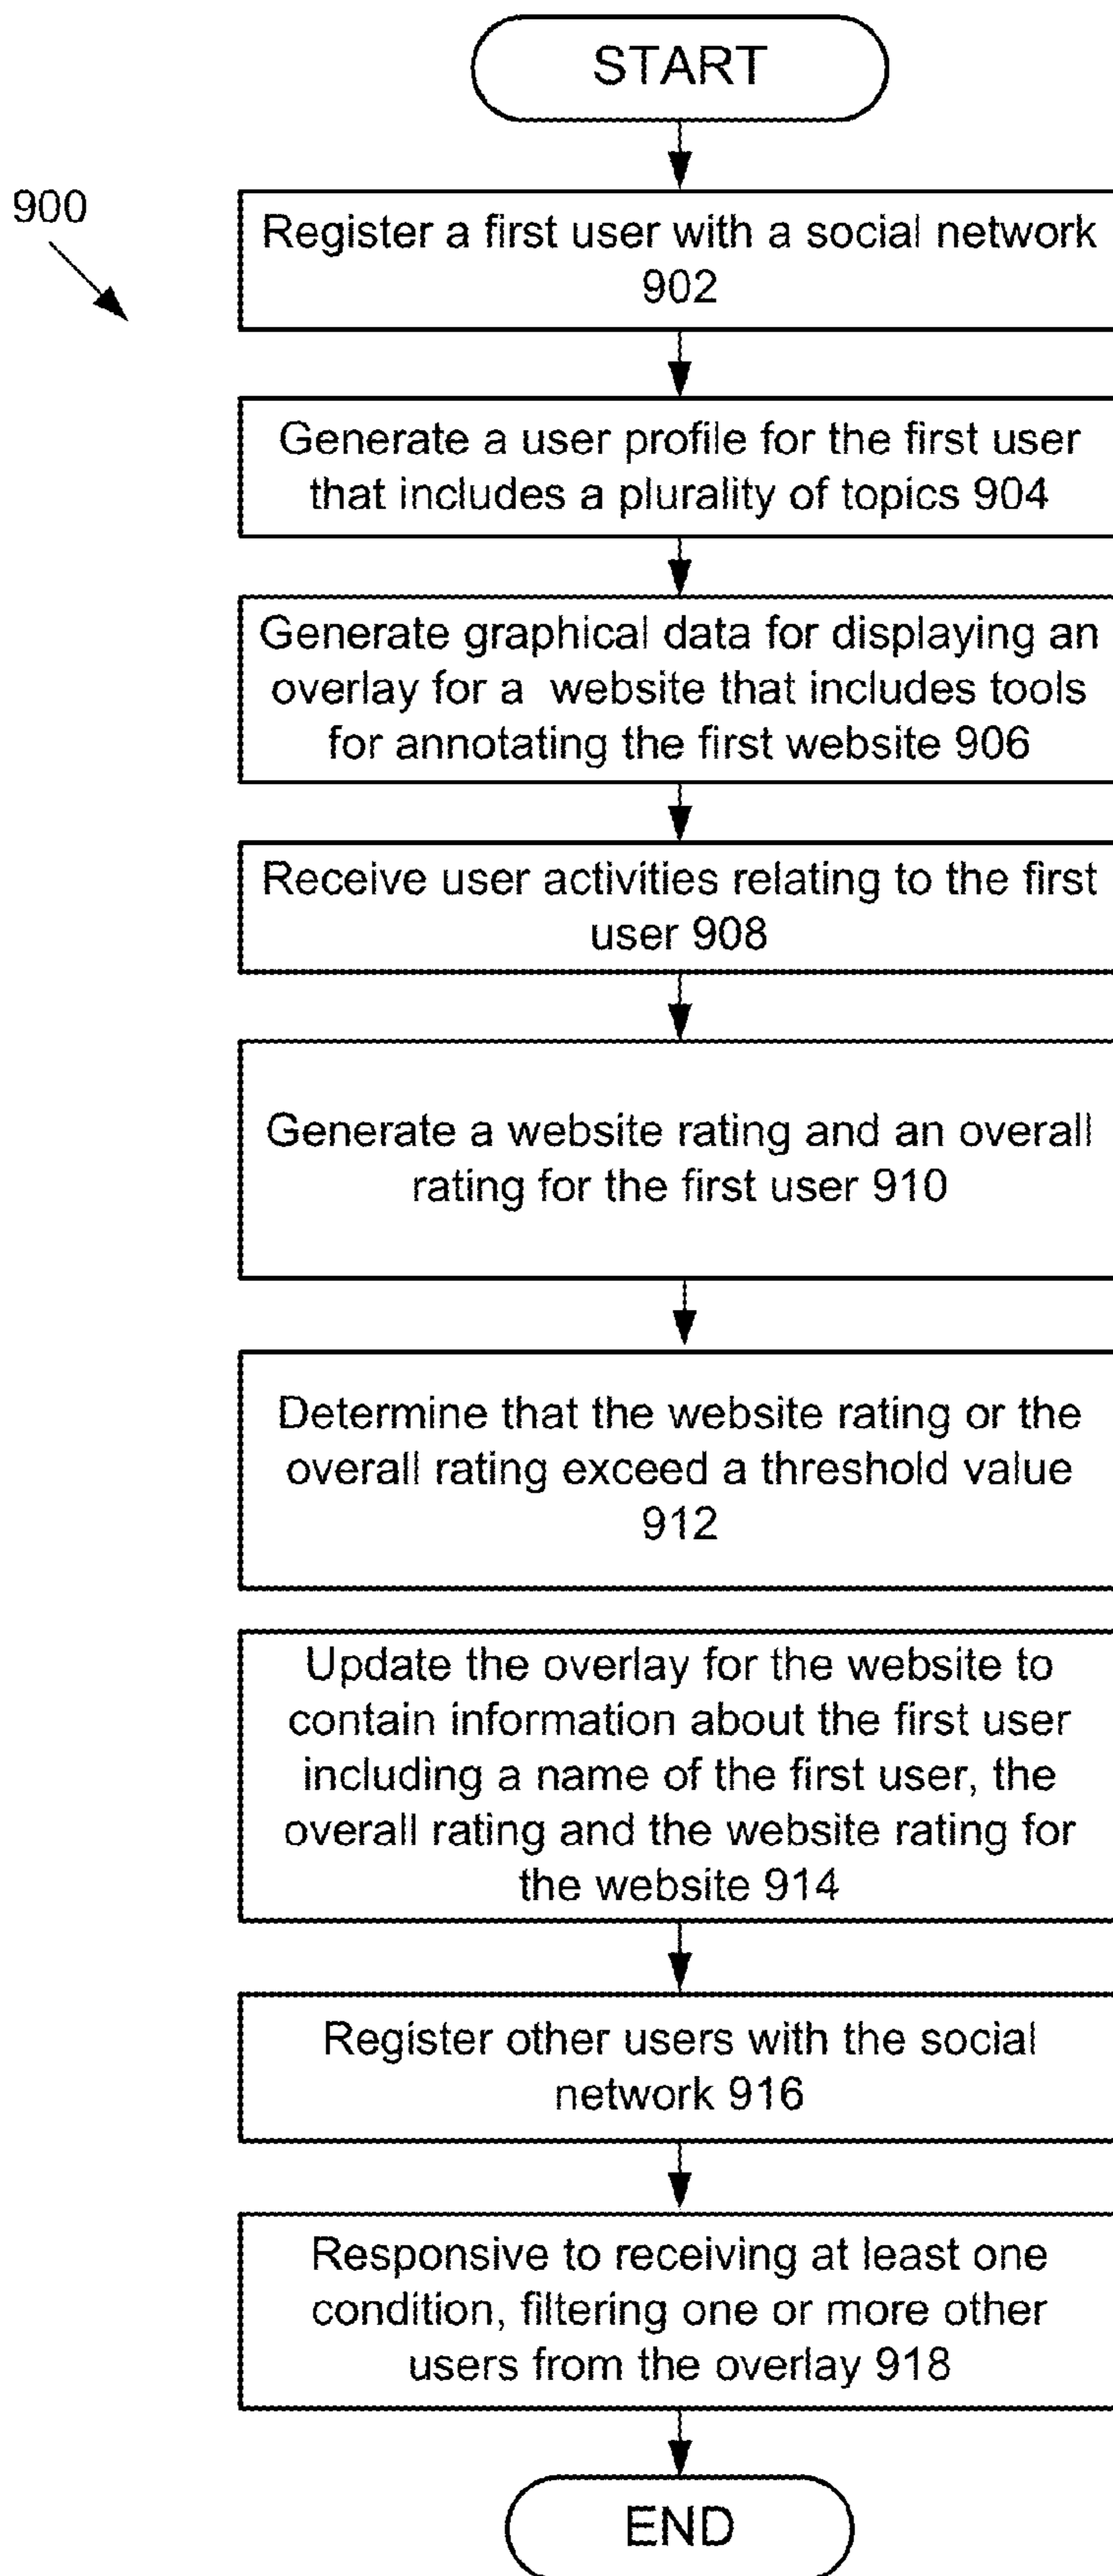 START
900
Register a first user with a social network
902
Generate a user profile for the first user
that includes a plurality of topics 904
Generate graphical data for displaying an
overlay for a website that includes tools
for annotating the first website 906
Receive user activities relating to the first
user 908
Generate a website rating and an overall
rating for the first user 910
Determine that the website rating or the
overall rating exceed a threshold value
912
Update the overlay for the website to
contain information about the first user
including a name of the first user, the
overall rating and the website rating for
the website 914
Register other users with the social
network 916
Responsive to receiving at least one
condition, filtering one or more other
users from the overlay 918
END